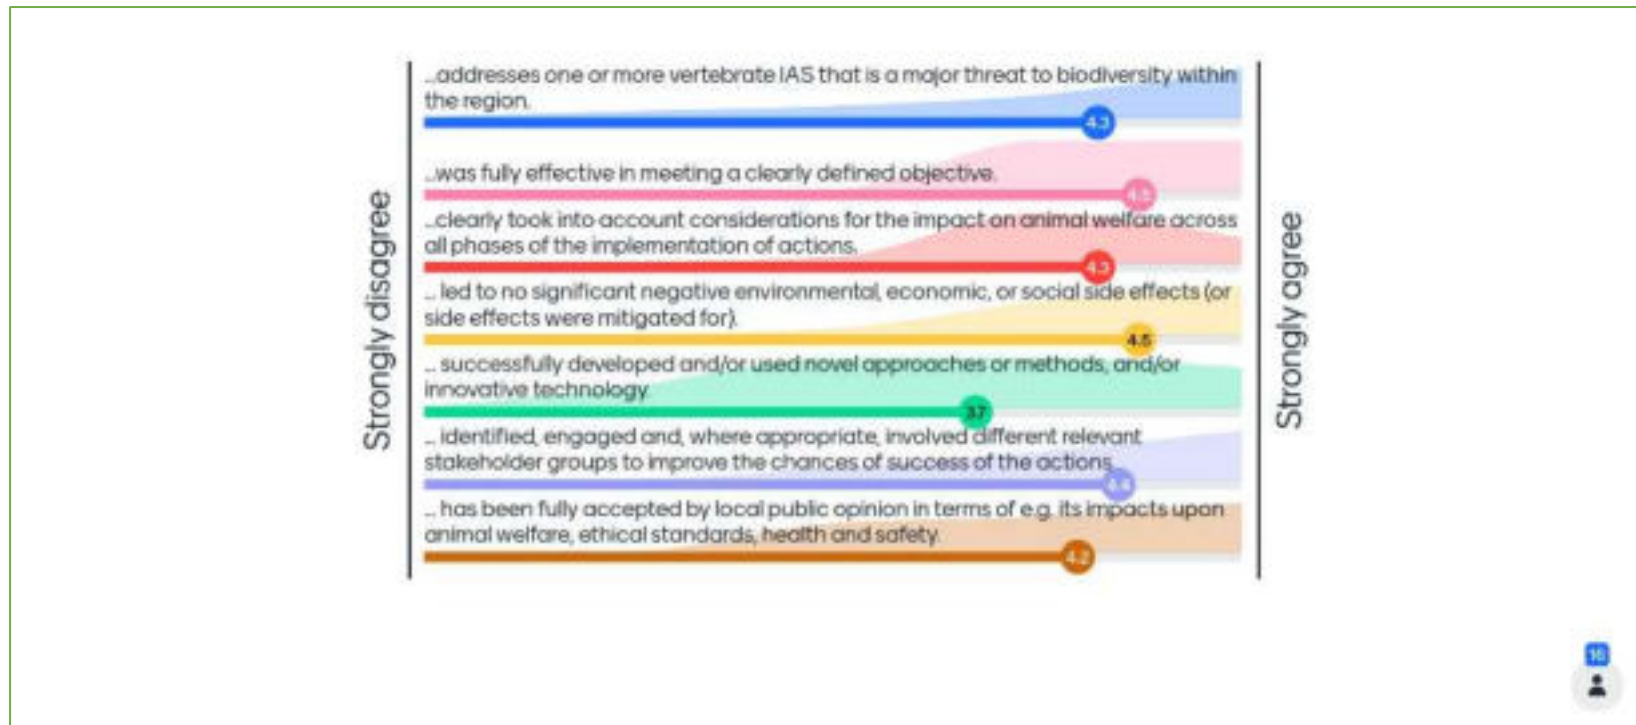 ...addresses one or more vertebrate IAS that is a major threat to biodiversity within
the region.
4.3
...was fully effective in meeting a clearly defined objective.
4.5
...clearly took into account considerations for the impact on animal welfare across
all phases of the implementation of actions.
4.3
... led to no significant negative environmental, economic, or social side effects (or
side effects were mitigated for).
4.5
... successfully developed and/or used novel approaches or methods, and/or
innovative technology.
3.7
... identified, engaged and, where appropriate, involved different relevant
stakeholder groups to improve the chances of success of the actions
4.4
... has been fully accepted by local public opinion in terms of e.g. its impacts upon
animal welfare, ethical standards, health and safety.
4.2
Strongly disagree
Strongly agree
16